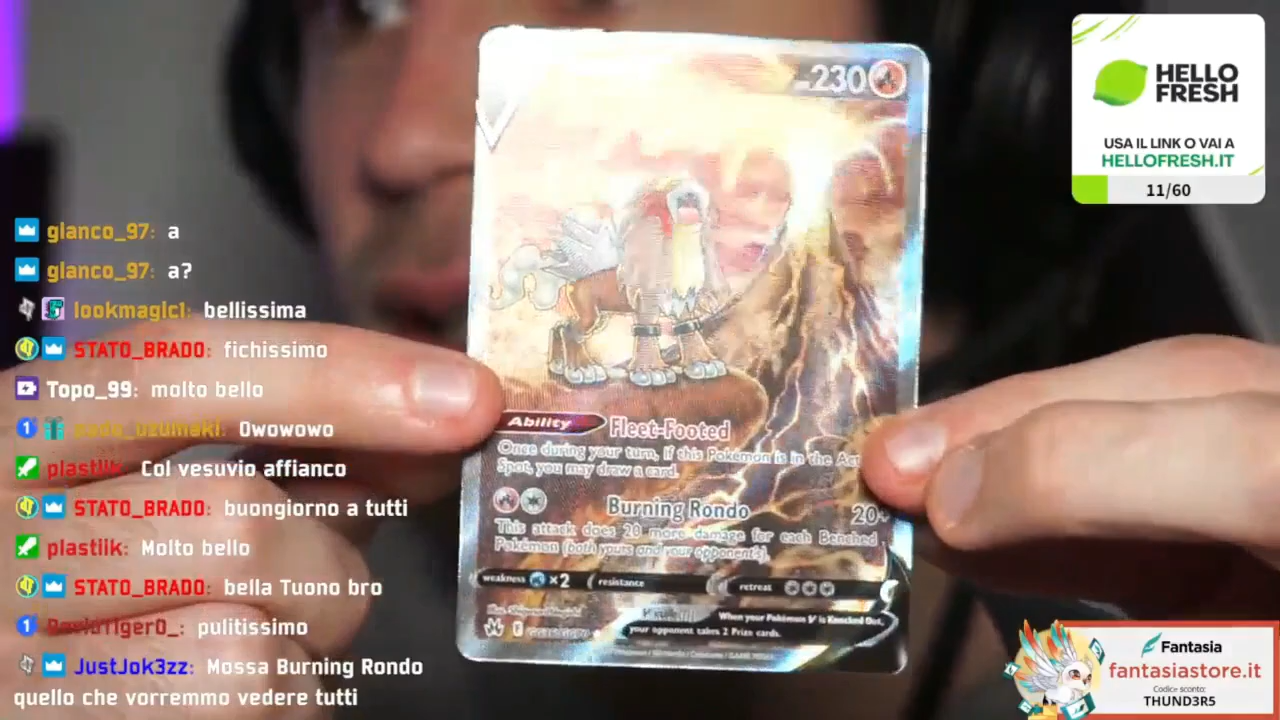 glanco_97: a
glanco_97: a?
lookmagic1: bellissima
STATO_BRADO: fichissimo
Topo_99: molto bello
Owowowo
plastiik: Col vesuvio affianco
STATO_BRADO: buongiorno a tutti
plastiik: Molto bello
STATO_BRADO: bella Tuono bro
pulitissimo
JustJok3zz: Mossa Burning Rondo
quello che vorremmo vedere tutti
230
Ability Fleet-Footed
Once during your turn, if this Pokémon is in the
Spot, you may draw a card.
Burning Rondo 20+
This attack does 20 more damage for each Benched
Pokémon (both yours and your opponent's).
weakness ×2 resistance retreat
When your Pokémon V is Knocked Out,
your opponent takes 2 Prize cards.
HELLO
FRESH
USA IL LINK O VAI A
HELLOFRESH.IT
11/60
Fantasia
fantasiastore.it
Codice sconto:
THUND3R5